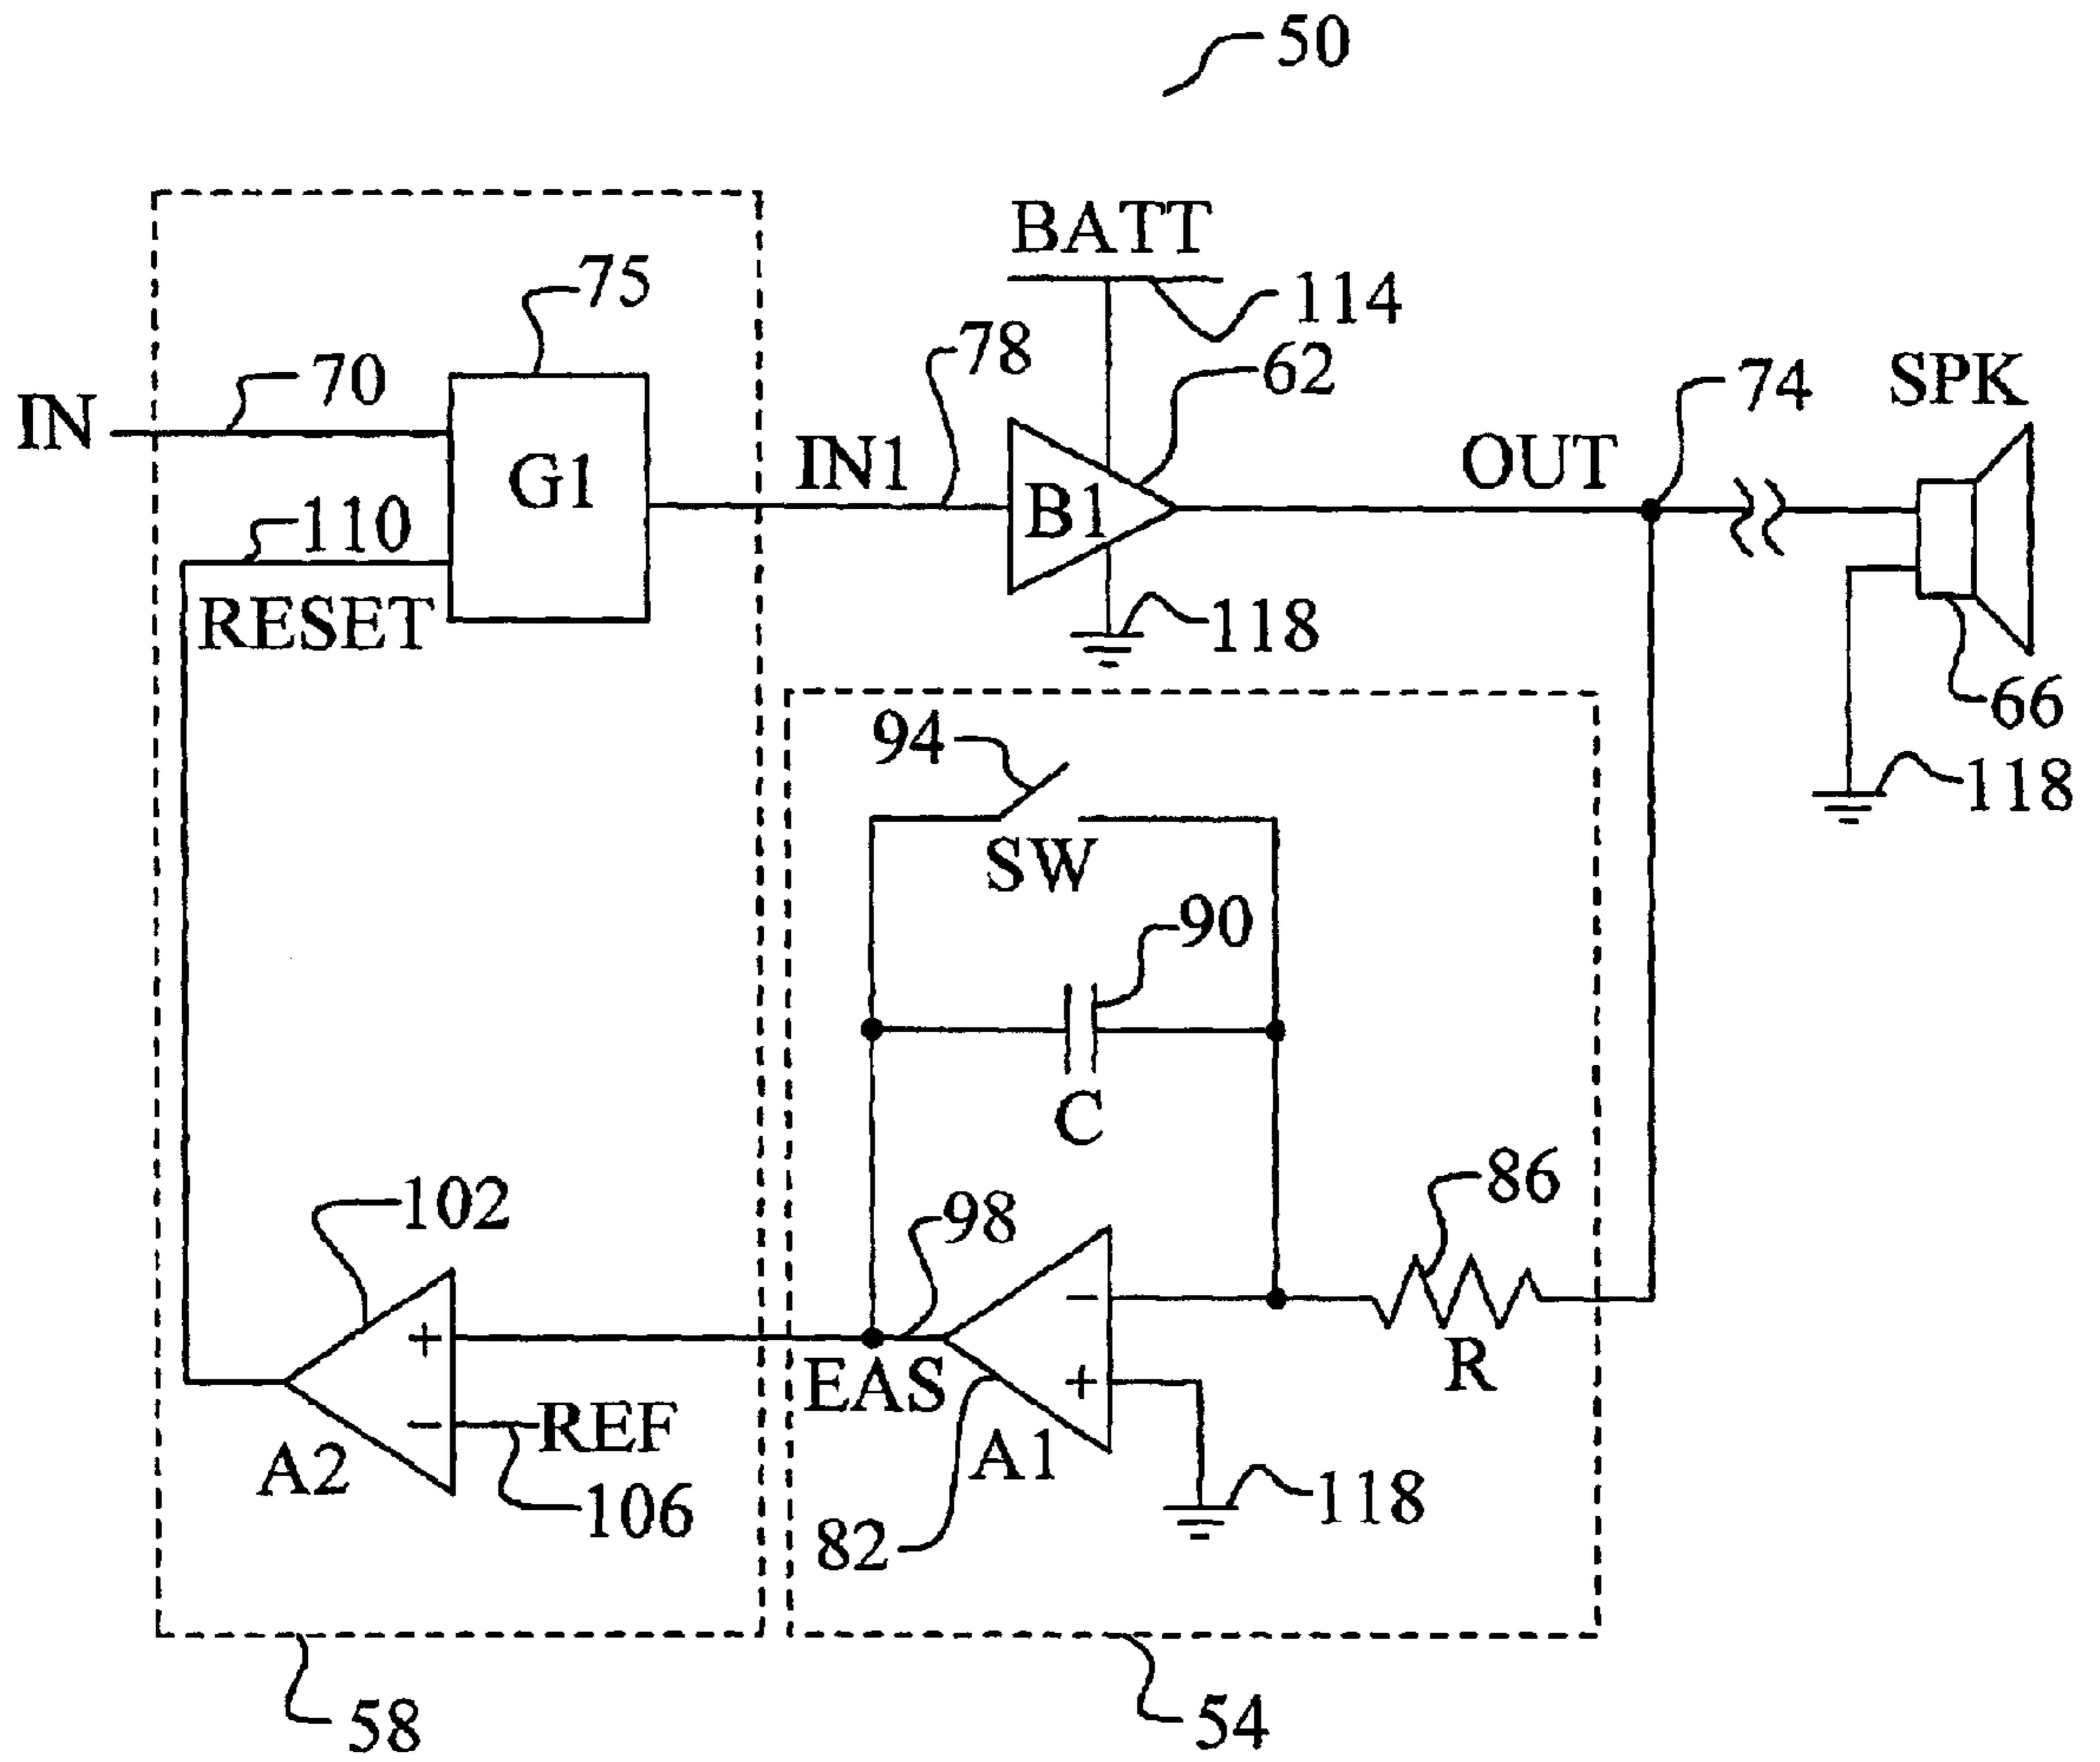 50
BATT
75
114
78
62
70
74
SPK
IN
G1
IN1
OUT
B1
110
RESET
118
66
94
118
SW
90
C
86
102
98
R
+
−
EAS
+
REF
−
A2
A1
106
118
82
58
54